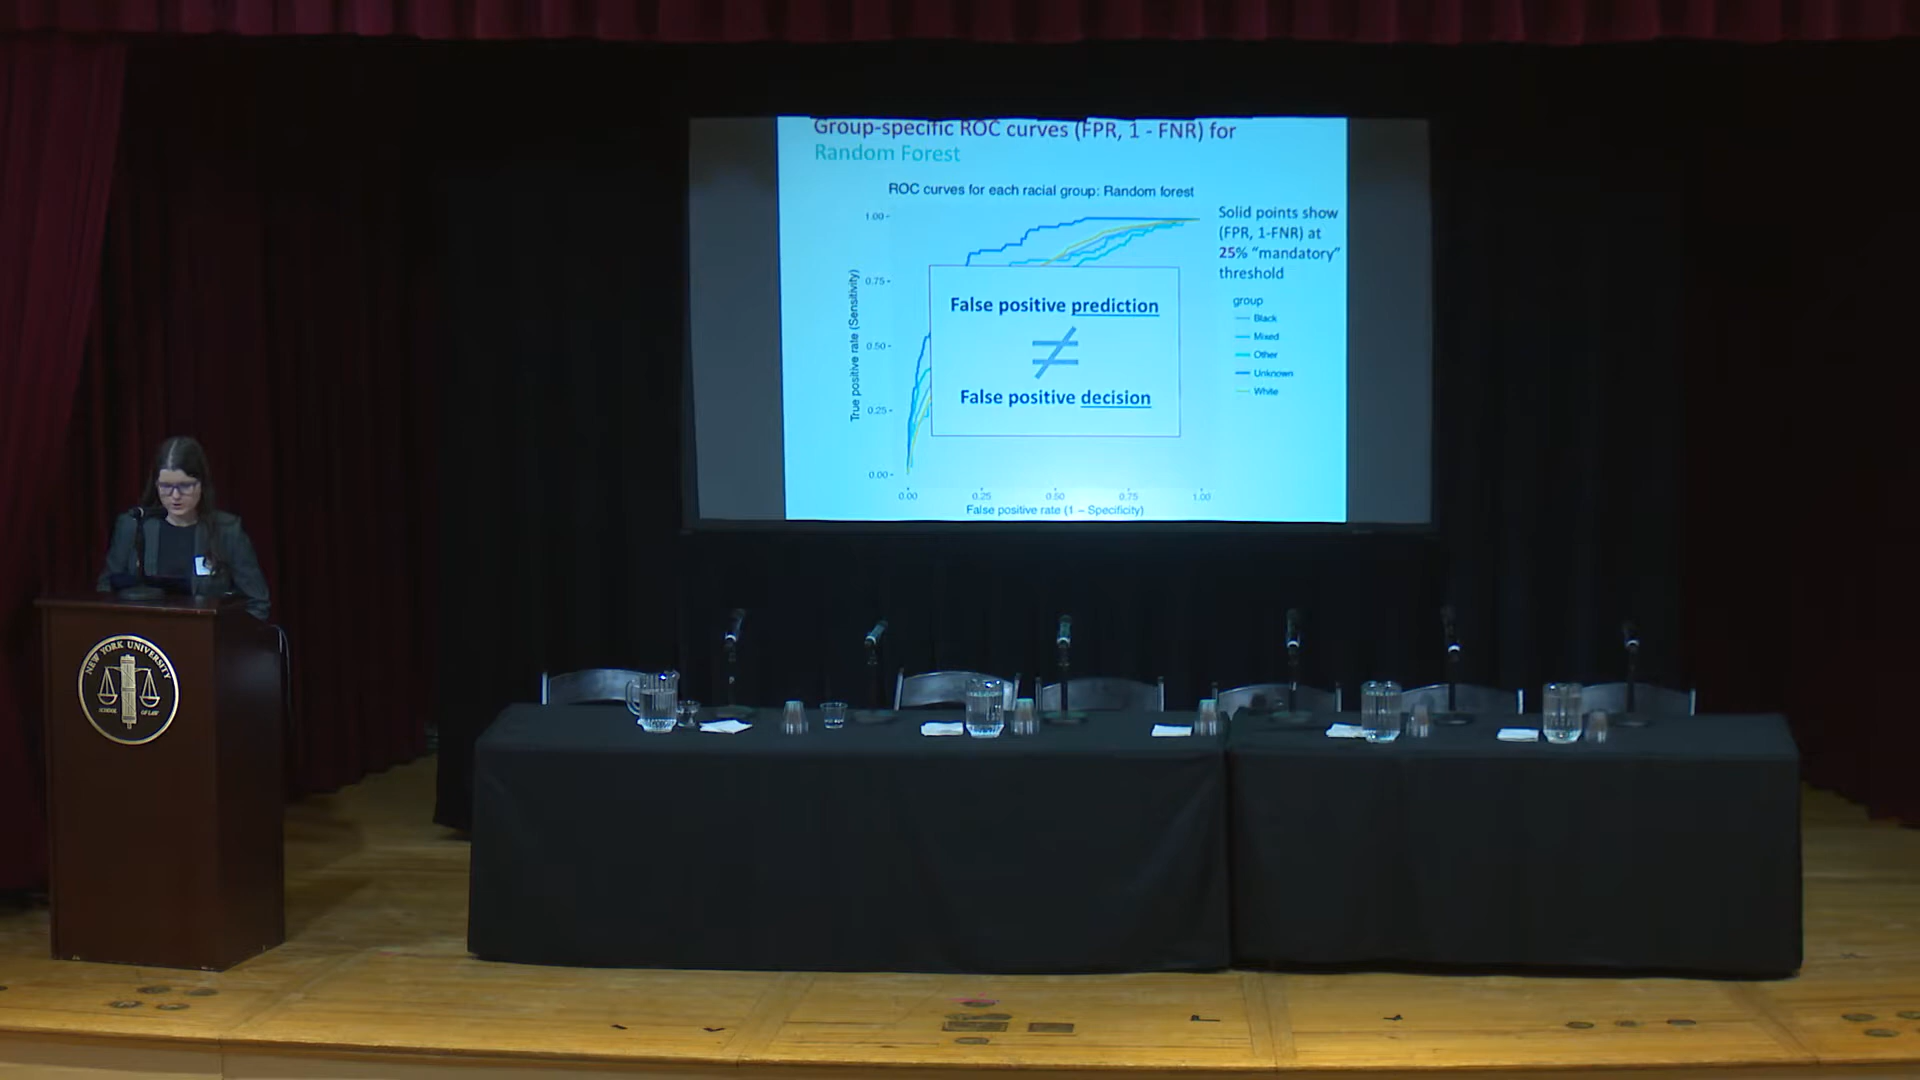 Group-specific ROC curves (FPR, 1 - FNR) for
Random Forest
ROC curves for each racial group: Random forest
Solid points show
(FPR, 1-FNR) at
25% “mandatory”
threshold
group
Black
Mixed
Other
Unknown
White
True positive rate (Sensitivity)
1.00
0.75
0.50
0.25
0.00
False positive prediction
≠
False positive decision
0.00 0.25 0.50 0.75 1.00
False positive rate (1 – Specificity)
NEW YORK UNIVERSITY
SCHOOL OF LAW